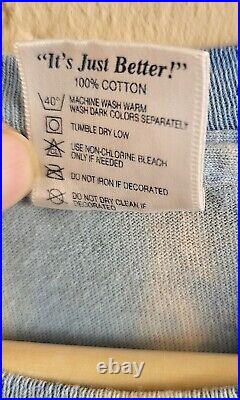 "It's Just Better!"
100% COTTON
40° MACHINE WASH WARM
WASH DARK COLORS SEPARATELY
TUMBLE DRY LOW
USE NON-CHLORINE BLEACH
ONLY IF NEEDED
DO NOT IRON IF DECORATED
DO NOT DRY CLEAN IF
DECORATED